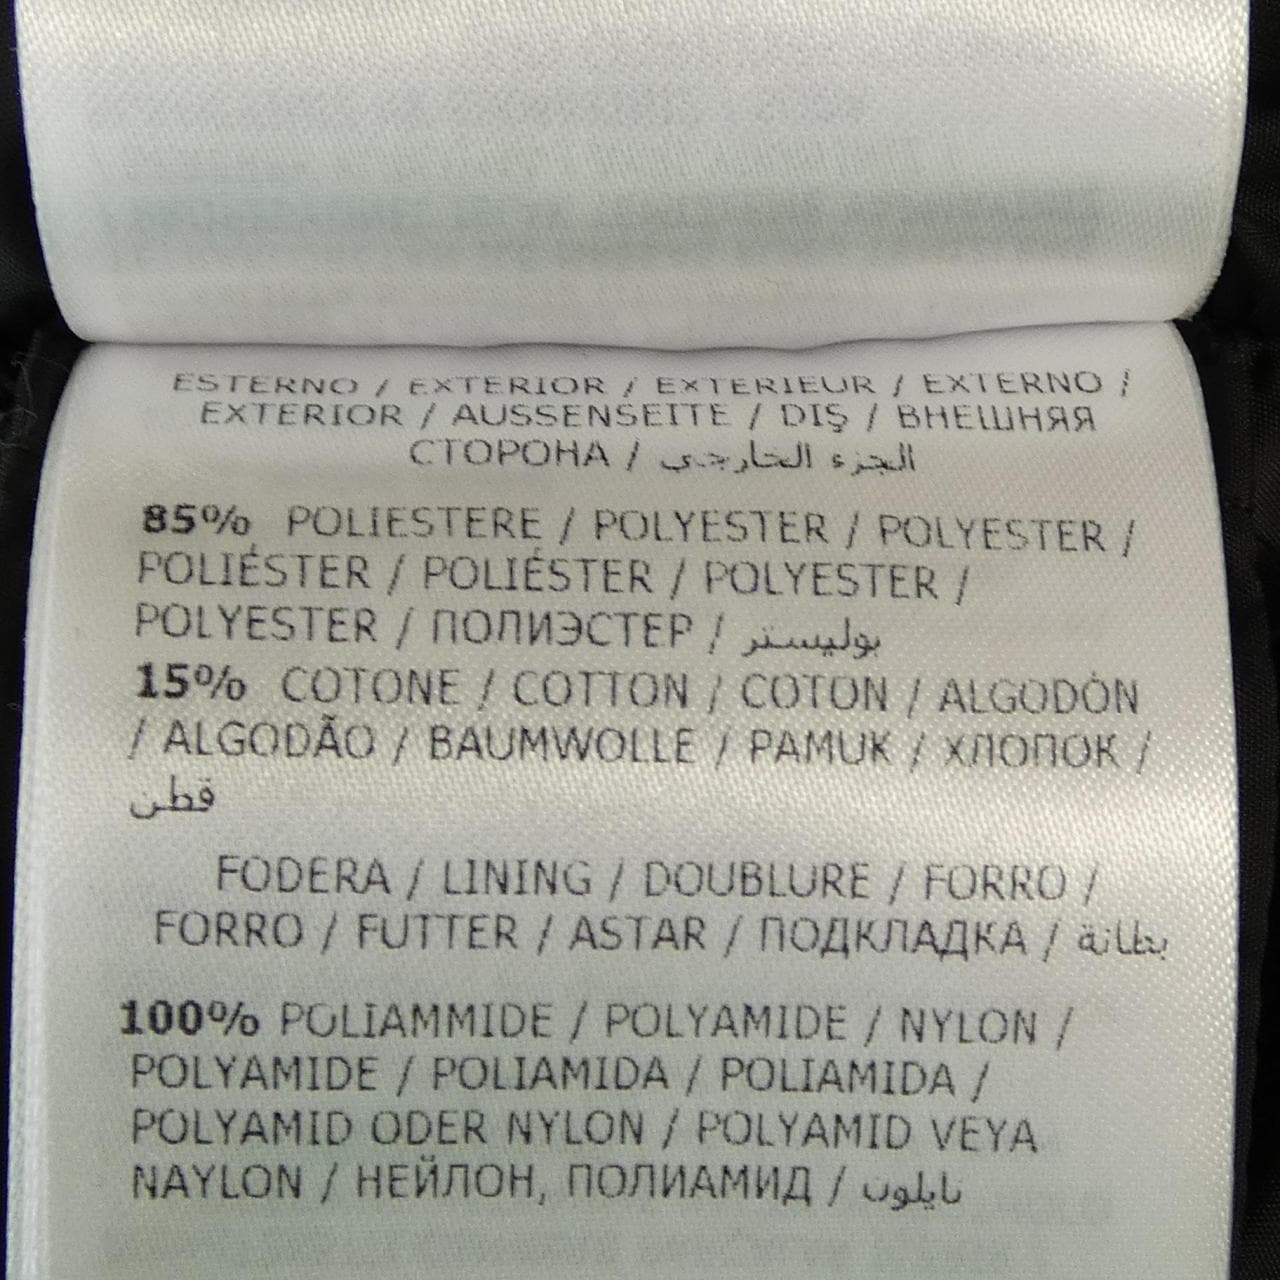 ESTERNO / EXTERIOR / EXTERIEUR / EXTERNO /
EXTERIOR / AUSSENSEITE / DIŞ / ВНЕШНЯЯ
СТОРОНА / الجزء الخارجي
85% POLIESTERE / POLYESTER / POLYESTER /
POLIÉSTER / POLIÉSTER / POLYESTER /
POLYESTER / ПОЛИЭСТЕР / بوليستر
15% COTONE / COTTON / COTON / ALGODÓN
/ ALGODÃO / BAUMWOLLE / PAMUK / ХЛОПОК /
قطن
FODERA / LINING / DOUBLURE / FORRO /
FORRO / FUTTER / ASTAR / ПОДКЛАДКА / بطانة
100% POLIAMMIDE / POLYAMIDE / NYLON /
POLYAMIDE / POLIAMIDA / POLIAMIDA /
POLYAMID ODER NYLON / POLYAMID VEYA
NAYLON / НЕЙЛОН, ПОЛИАМИД / نايلون